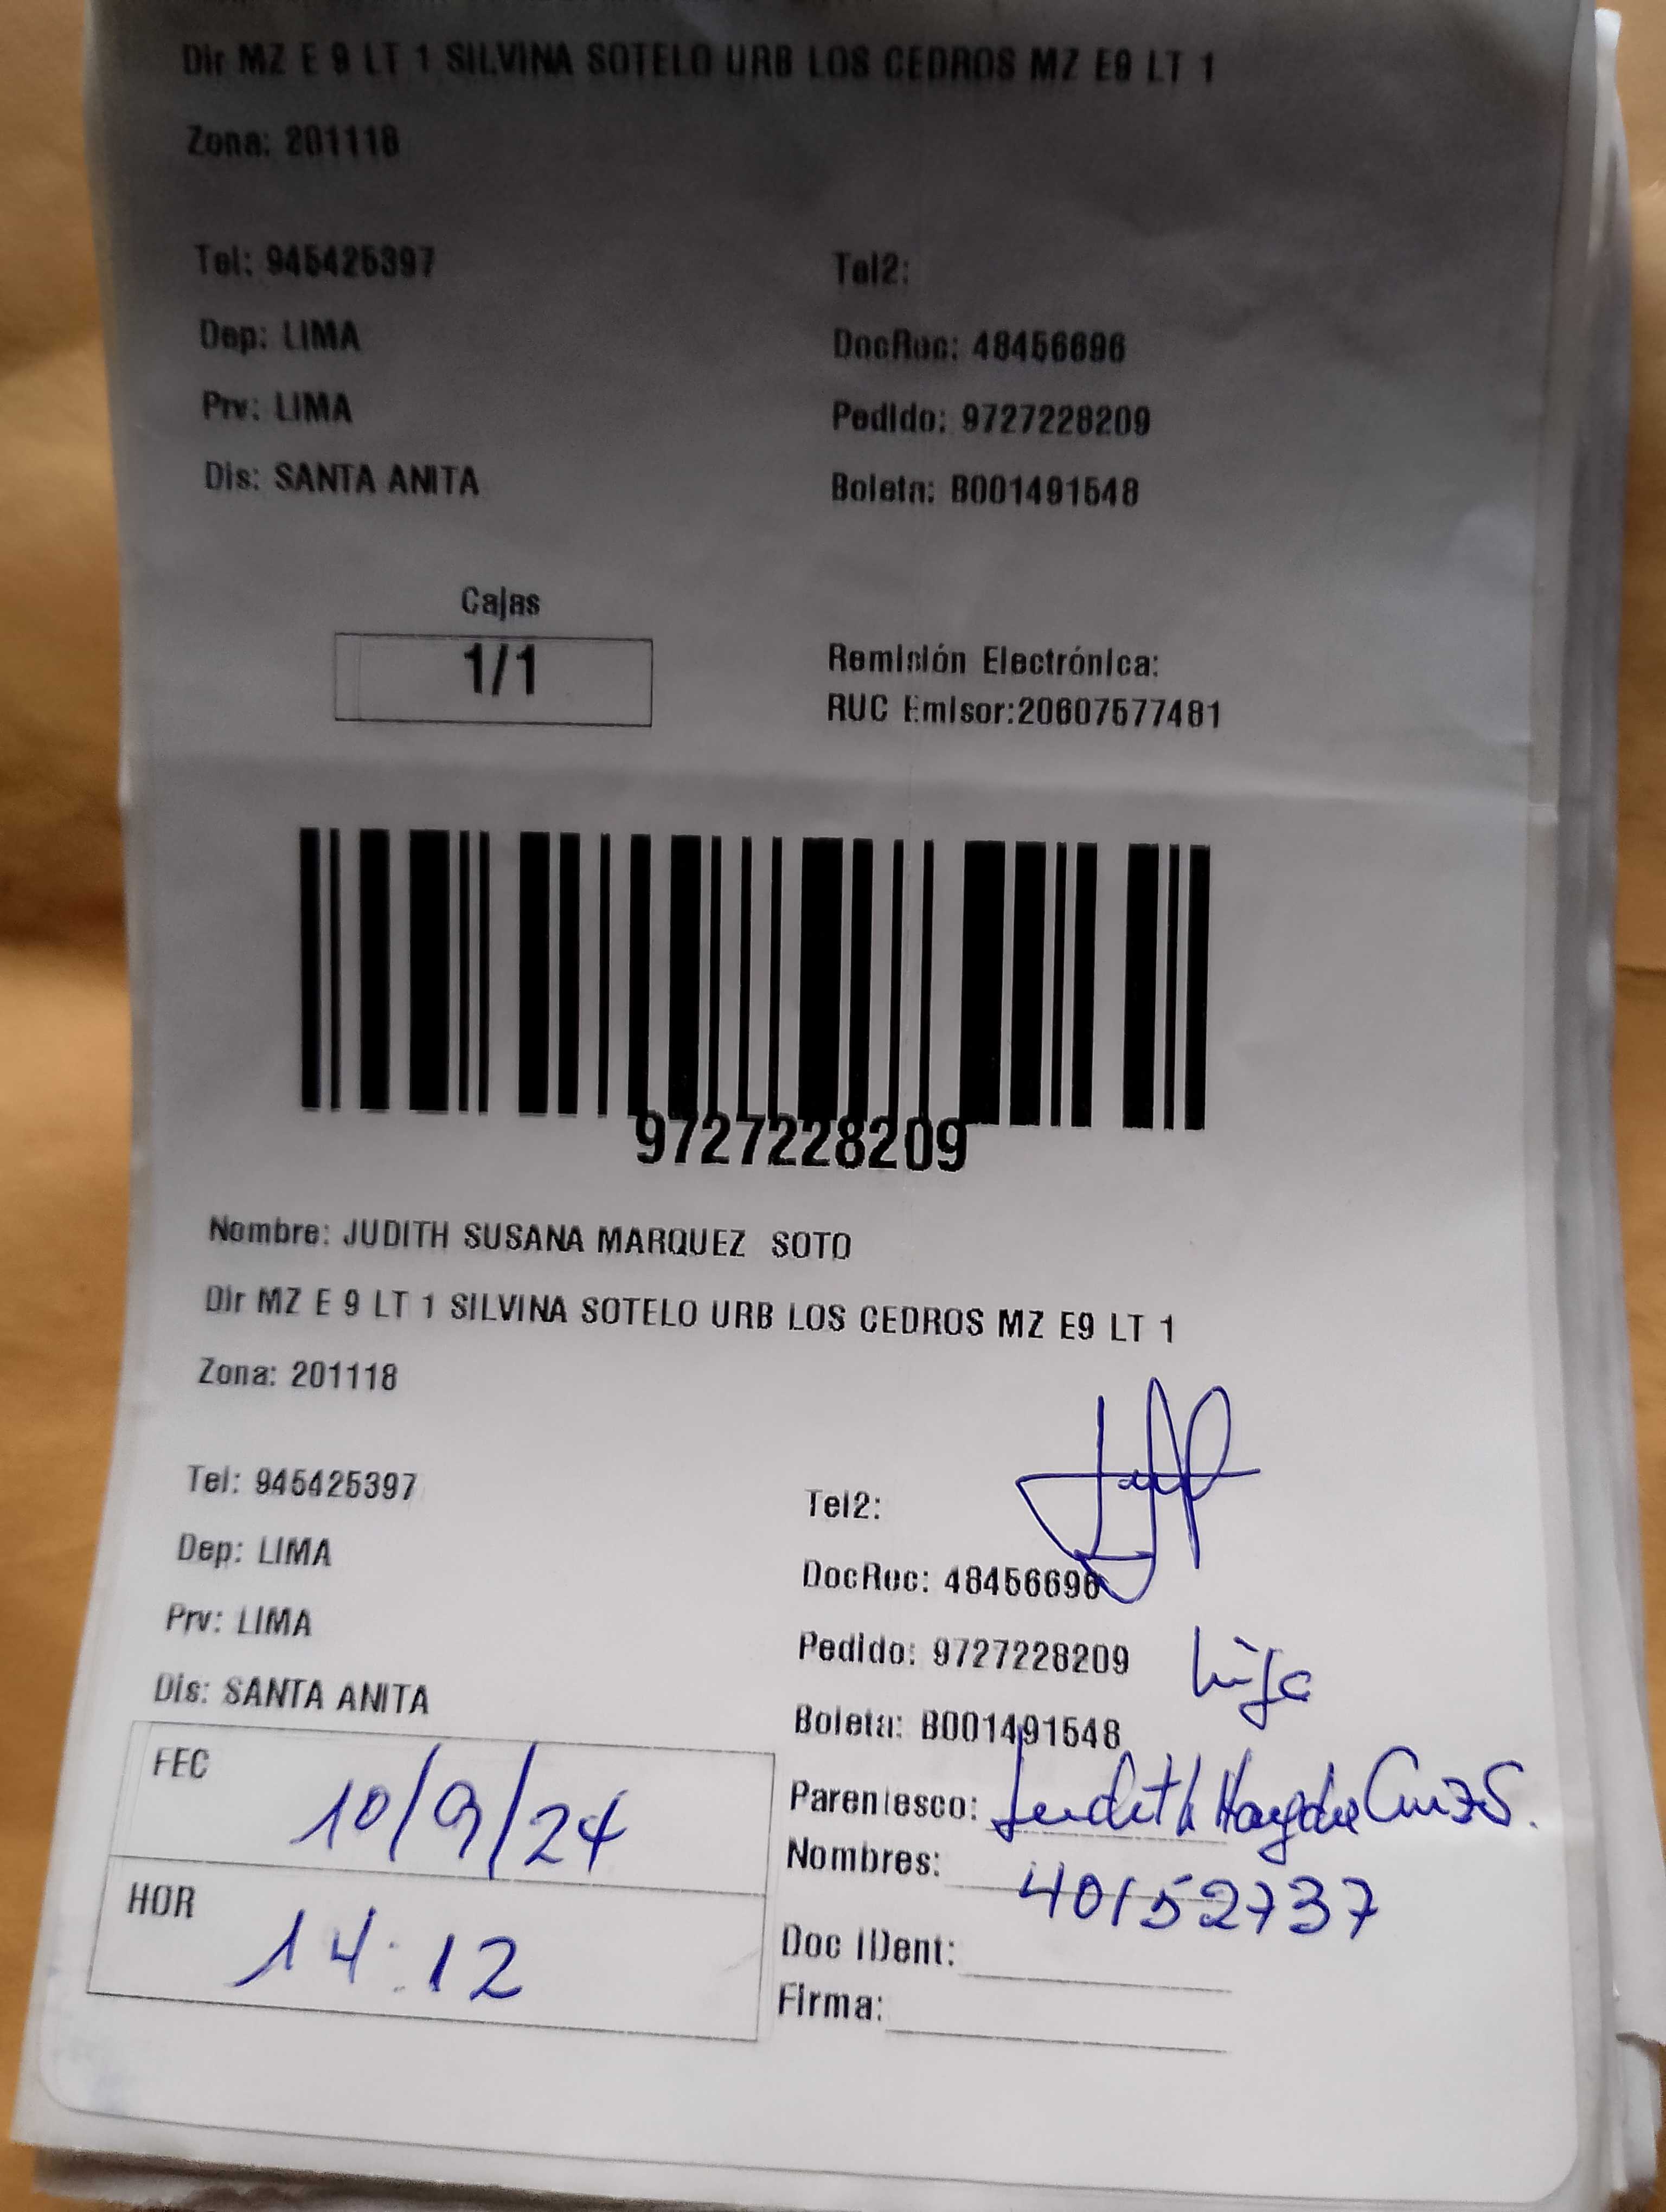 Dir MZ E 9 LT 1 SILVINA SOTELO URB LOS CEDROS MZ E9 LT 1
Zona: 201118
Tel: 945425397
Tel2:
Dep: LIMA
DocRuc: 48456696
Prv: LIMA
Pedido: 9727228209
Dis: SANTA ANITA
Boleta: B001491548
Cajas
1/1
Remisión Electrónica:
RUC Emisor:20607577481
9727228209
Nombre: JUDITH SUSANA MARQUEZ SOTO
Dir MZ E 9 LT 1 SILVINA SOTELO URB LOS CEDROS MZ E9 LT 1
Zona: 201118
Tel: 945425397
Tel2:
Dep: LIMA
DocRuc: 48456696
Prv: LIMA
Pedido: 9727228209
hija
Dis: SANTA ANITA
Boleta: B001491548
FEC 10/9/24
Parentesco: Judith Haydee
Nombres: 40152737
HOR 14:12
Doc IDent:
Firma: